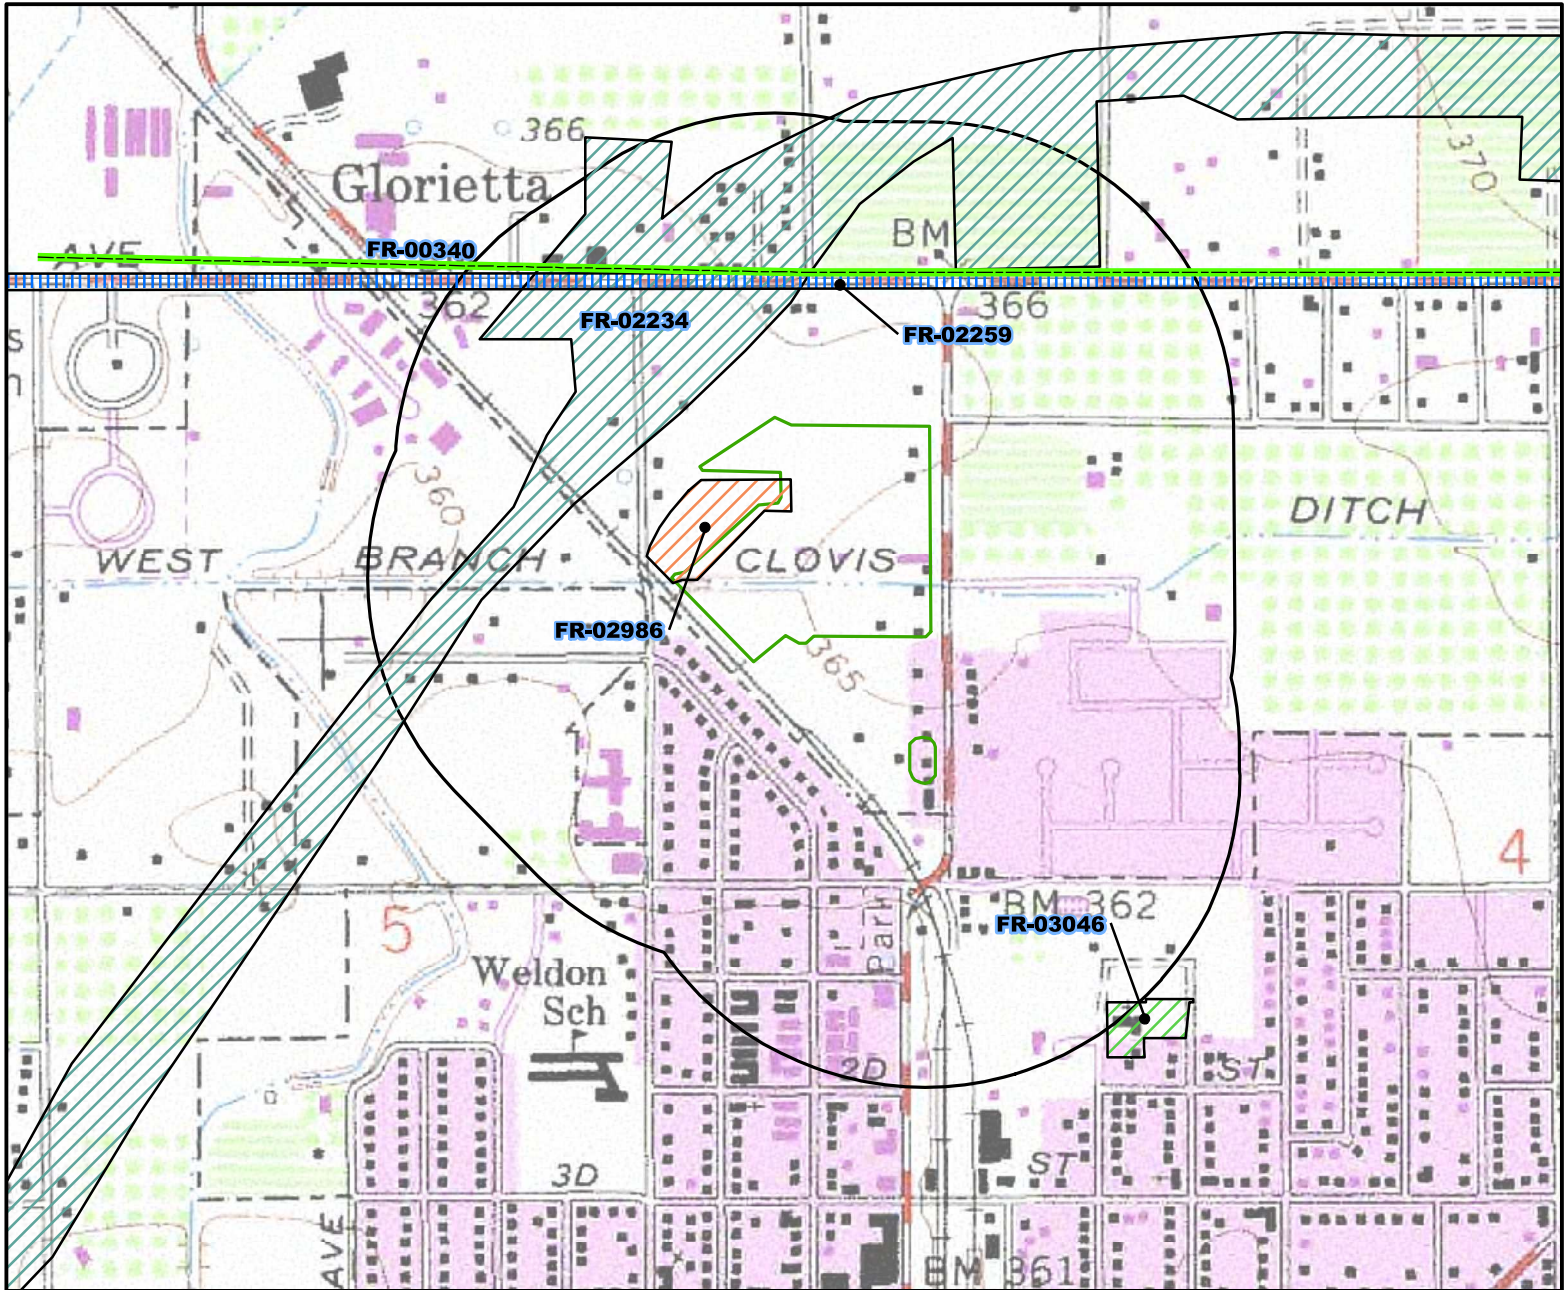 366
370
Glorietta
BM
AVE
FR-00340
362
366
FR-02234
FR-02259
s
n
360
DITCH
WEST BRANCH CLOVIS
FR-02986
365
4
5
Park
BM 362
FR-03046
Weldon
Sch
2D ST
3D ST
AVE
BM 361